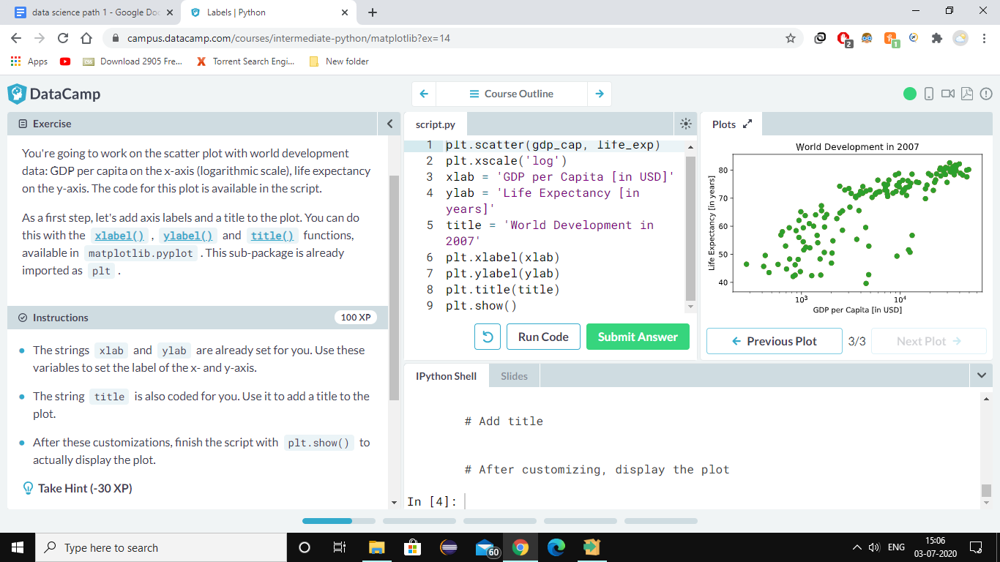 data science path 1 - Google Doc
Labels | Python
campus.datacamp.com/courses/intermediate-python/matplotlib?ex=14
2
1
Apps
CSS
Download 2905 Fre...
Torrent Search Engi...
New folder
DataCamp
Course Outline
Exercise
You're going to work on the scatter plot with world development
data: GDP per capita on the x-axis (logarithmic scale), life expectancy
on the y-axis. The code for this plot is available in the script.
As a first step, let's add axis labels and a title to the plot. You can do
this with the xlabel() , ylabel() and title() functions,
available in matplotlib.pyplot . This sub-package is already
imported as plt .
Instructions
100 XP
The strings xlab and ylab are already set for you. Use these
variables to set the label of the x- and y-axis.
The string title is also coded for you. Use it to add a title to the
plot.
After these customizations, finish the script with plt.show() to
actually display the plot.
Take Hint (-30 XP)
script.py
1 plt.scatter(gdp_cap, life_exp)
2 plt.xscale('log')
3 xlab = 'GDP per Capita [in USD]'
4 ylab = 'Life Expectancy [in
years]'
5 title = 'World Development in
2007'
6 plt.xlabel(xlab)
7 plt.ylabel(ylab)
8 plt.title(title)
9 plt.show()
Run Code
Submit Answer
Plots
World Development in 2007
Life Expectancy [in years]
80
70
60
50
40
10³ 10⁴
GDP per Capita [in USD]
Previous Plot
3/3
Next Plot
IPython Shell
Slides
# Add title
# After customizing, display the plot
In [4]:
Type here to search
60
ENG
15:06
03-07-2020